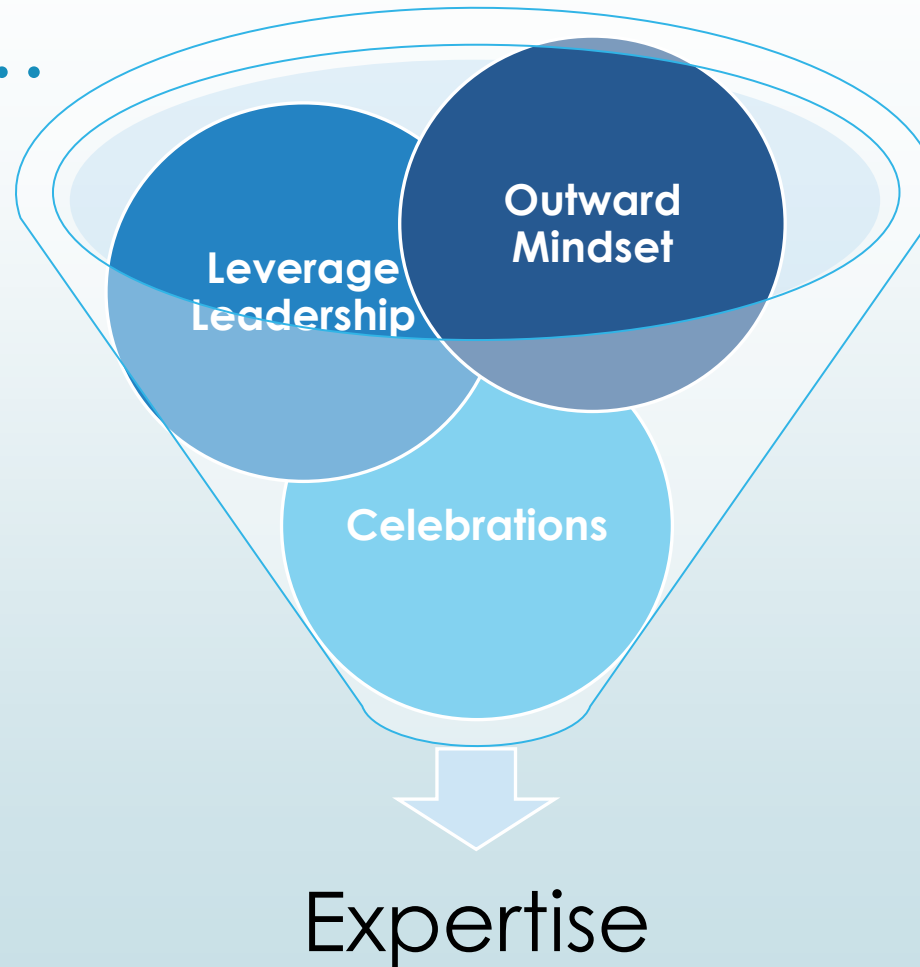 ..
Outward
Mindset
Leverage
Leadership
Celebrations
Expertise